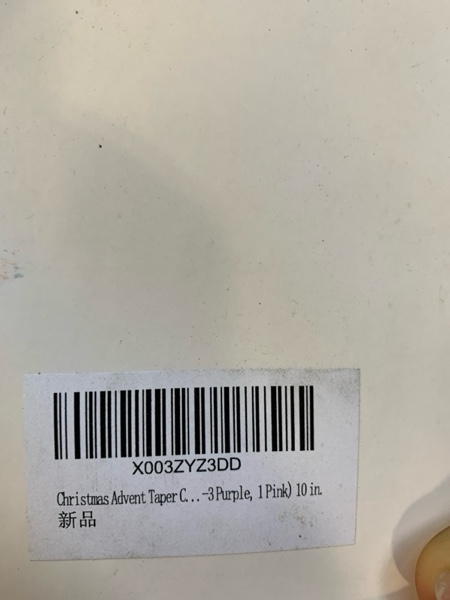 X003ZYZ3DD
Christmas Advent Taper C...-3 Purple, 1 Pink) 10 in.
新品